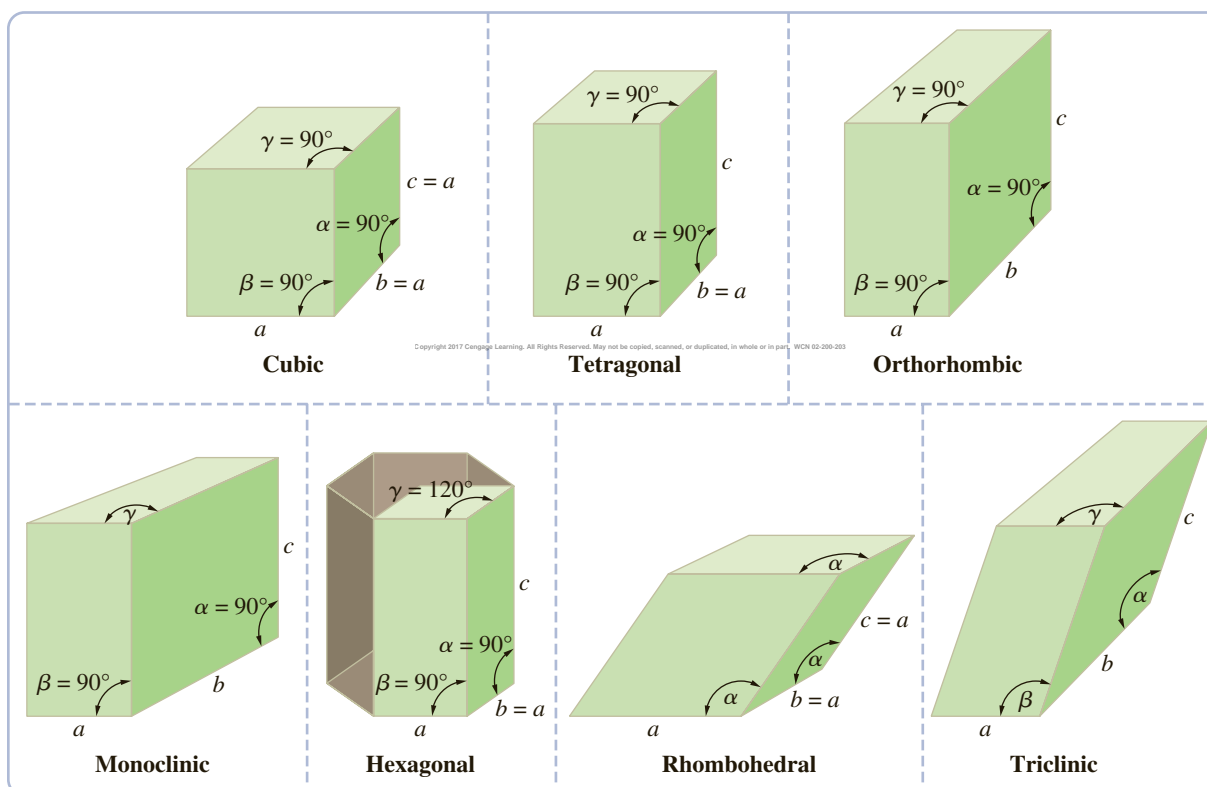 γ = 90°
c = a
α = 90°
β = 90°
b = a
a
Cubic
γ = 90°
c
α = 90°
β = 90°
b = a
a
Tetragonal
γ = 90°
c
α = 90°
b
β = 90°
a
Orthorhombic
Copyright 2017 Cengage Learning. All Rights Reserved. May not be copied, scanned, or duplicated, in whole or in part. WCN 02-200-203
γ
c
α = 90°
β = 90°
b
a
Monoclinic
γ = 120°
c
α = 90°
β = 90°
b = a
a
Hexagonal
α
c = a
α
α
b = a
a
Rhombohedral
γ
c
α
b
β
a
Triclinic